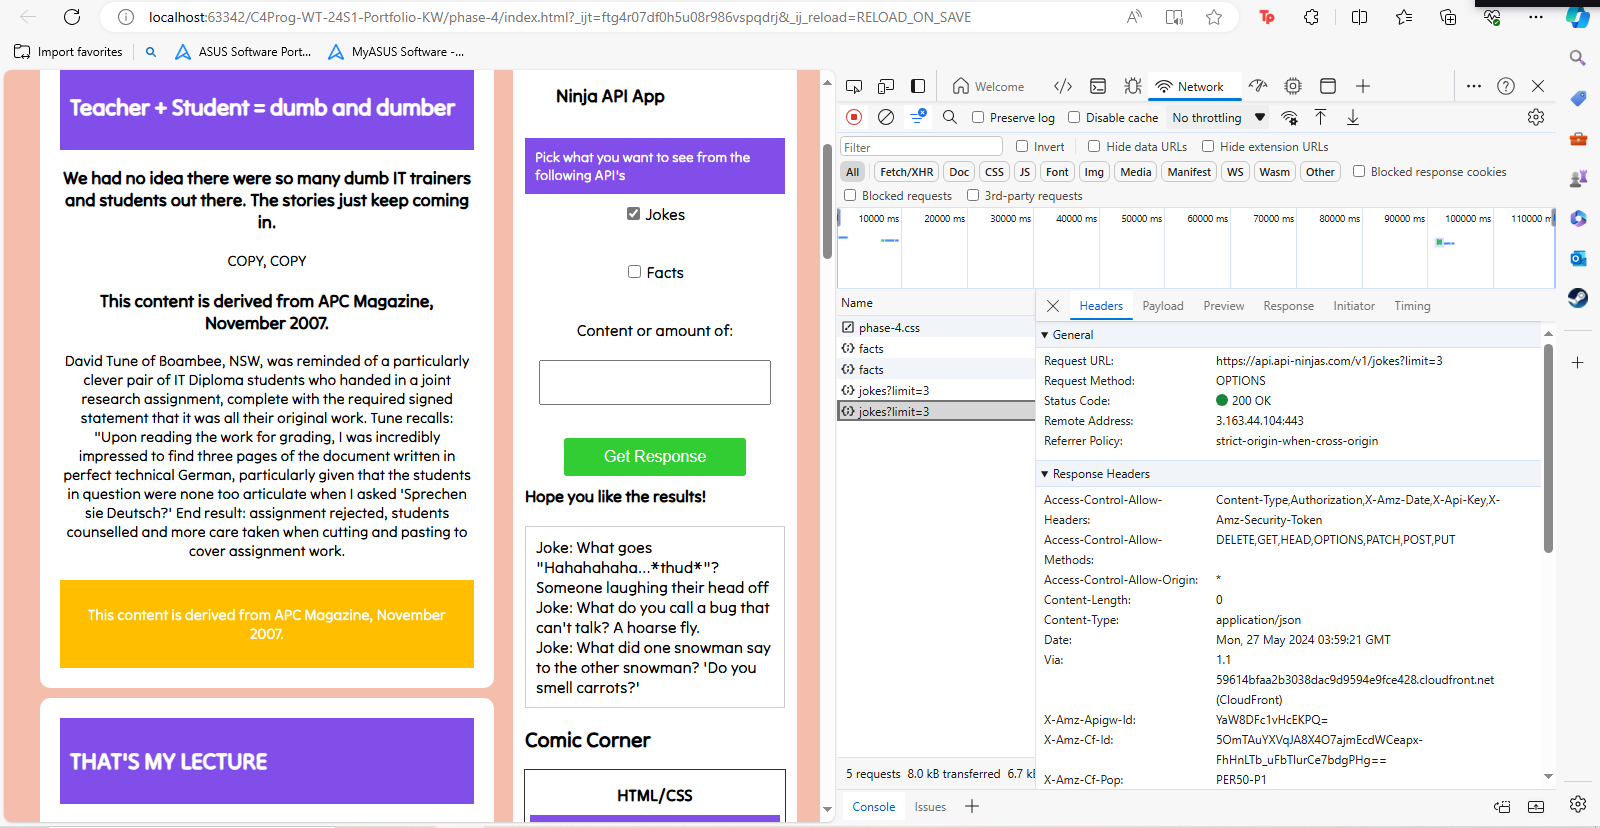 localhost:63342/C4Prog-WT-24S1-Portfolio-KW/phase-4/index.html?_ijt=ftg4r07df0h5u08r986vspqdrj&_ij_reload=RELOAD_ON_SAVE
Import favorites
ASUS Software Port...
MyASUS Software -...
Teacher + Student = dumb and dumber
We had no idea there were so many dumb IT trainers
and students out there. The stories just keep coming
in.
COPY, COPY
This content is derived from APC Magazine,
November 2007.
David Tune of Boambee, NSW, was reminded of a particularly
clever pair of IT Diploma students who handed in a joint
research assignment, complete with the required signed
statement that it was all their original work. Tune recalls:
"Upon reading the work for grading, I was incredibly
impressed to find three pages of the document written in
perfect technical German, particularly given that the students
in question were none too articulate when I asked 'Sprechen
sie Deutsch?' End result: assignment rejected, students
counselled and more care taken when cutting and pasting to
cover assignment work.
This content is derived from APC Magazine, November
2007.
THAT'S MY LECTURE
Ninja API App
Pick what you want to see from the
following API's
Jokes
Facts
Content or amount of:
Get Response
Hope you like the results!
Joke: What goes
"Hahahahaha...*thud*"?
Someone laughing their head off
Joke: What do you call a bug that
can't talk? A hoarse fly.
Joke: What did one snowman say
to the other snowman? 'Do you
smell carrots?'
Comic Corner
HTML/CSS
Welcome
Network
Preserve log
Disable cache
No throttling
Filter
Invert
Hide data URLs
Hide extension URLs
All
Fetch/XHR
Doc
CSS
JS
Font
Img
Media
Manifest
WS
Wasm
Other
Blocked response cookies
Blocked requests
3rd-party requests
10000 ms
20000 ms
30000 ms
40000 ms
50000 ms
60000 ms
70000 ms
80000 ms
90000 ms
100000 ms
110000
Name
phase-4.css
facts
facts
jokes?limit=3
jokes?limit=3
5 requests 8.0 kB transferred 6.7
Headers
Payload
Preview
Response
Initiator
Timing
General
Request URL: https://api.api-ninjas.com/v1/jokes?limit=3
Request Method: OPTIONS
Status Code: 200 OK
Remote Address: 3.163.44.104:443
Referrer Policy: strict-origin-when-cross-origin
Response Headers
Access-Control-Allow- Content-Type,Authorization,X-Amz-Date,X-Api-Key,X-
Headers: Amz-Security-Token
Access-Control-Allow- DELETE,GET,HEAD,OPTIONS,PATCH,POST,PUT
Methods:
Access-Control-Allow-Origin: *
Content-Length: 0
Content-Type: application/json
Date: Mon, 27 May 2024 03:59:21 GMT
Via: 1.1
59614bfaa2b3038dac9d9594e9fce428.cloudfront.net
(CloudFront)
X-Amz-Apigw-Id: YaW8DFc1vHcEKPQ=
X-Amz-Cf-Id: 5OmTAuYXVqJA8X4O7ajmEcdWCeapx-
FhHnLTb_uFbTlurCe7bdgPHg==
X-Amz-Cf-Pop: PER50-P1
Console
Issues